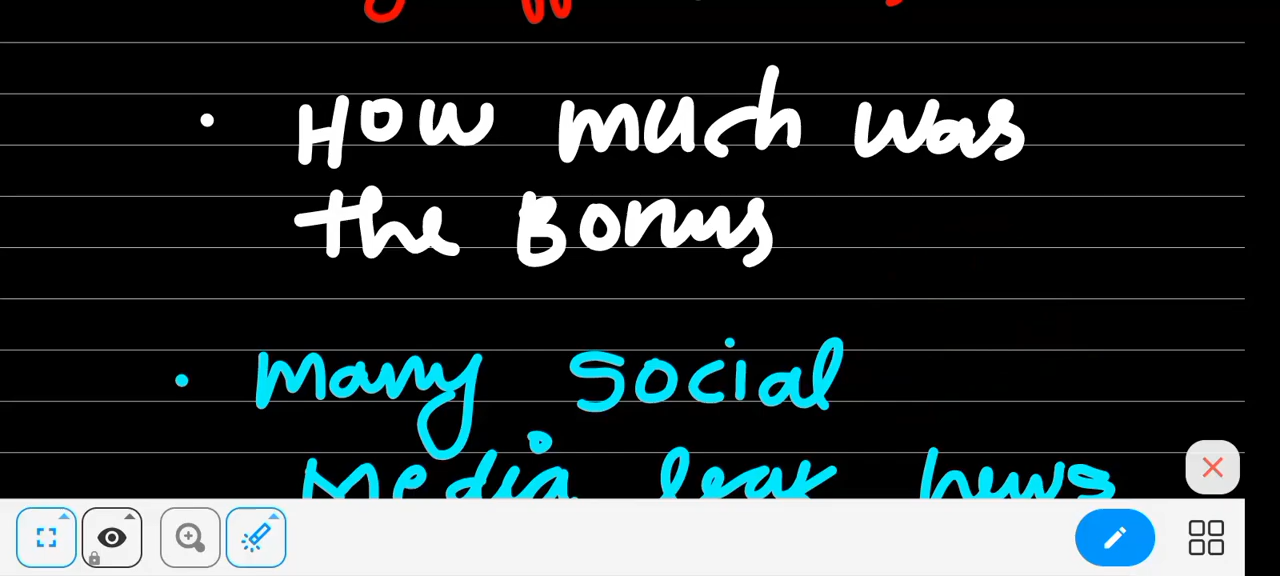 • How much was
the Bonus
• Many social
Media leak news